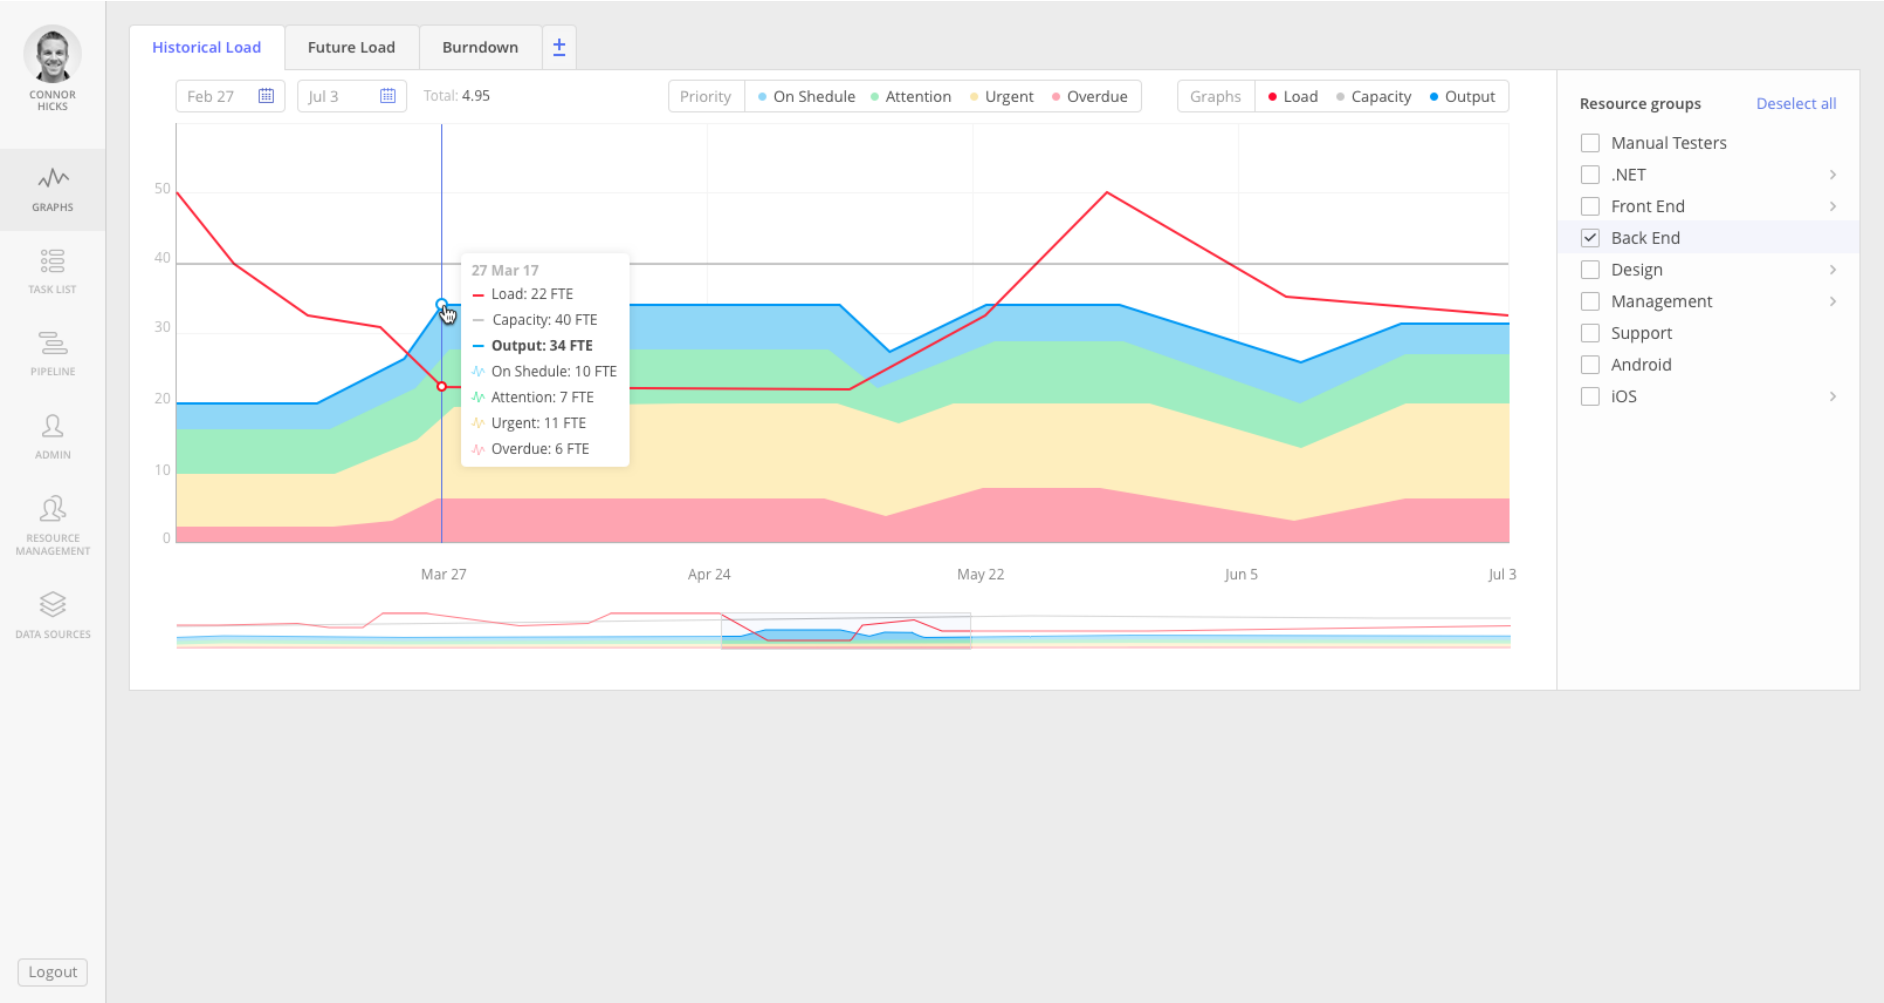 CONNOR
HICKS
GRAPHS
TASK LIST
PIPELINE
ADMIN
RESOURCE
MANAGEMENT
DATA SOURCES
Logout
Historical Load
Future Load
Burndown
±
Feb 27
Jul 3
Total: 4.95
Priority
On Shedule
Attention
Urgent
Overdue
Graphs
Load
Capacity
Output
50
40
30
20
10
0
27 Mar 17
Load: 22 FTE
Capacity: 40 FTE
Output: 34 FTE
On Shedule: 10 FTE
Attention: 7 FTE
Urgent: 11 FTE
Overdue: 6 FTE
Mar 27
Apr 24
May 22
Jun 5
Jul 3
Resource groups
Deselect all
Manual Testers
.NET
Front End
Back End
Design
Management
Support
Android
iOS